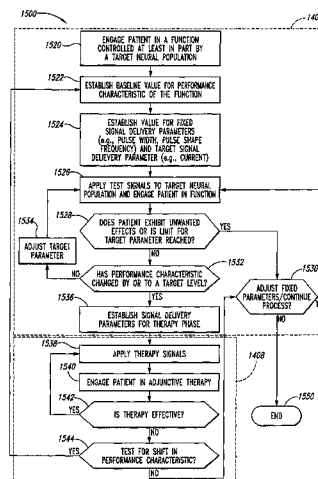 1500
140
1520
ENGAGE PATIENT IN A FUNCTION
CONTROLLED AT LEAST IN PART BY
A TARGET NEURAL POPULATION
1522
ESTABLISH BASELINE VALUE FOR PERFORMANCE
CHARACTERISTIC OF THE FUNCTION
1524
ESTABLISH VALUE FOR FIXED
SIGNAL DELIVERY PARAMETERS
(e.g., PULSE WIDTH, PULSE SHAPE
FREQUENCY) AND TARGET SIGNAL
DELIEVERY PARAMETER (e.g., CURRENT)
1526
APPLY TEST SIGNALS TO TARGET NEURAL
POPULATION AND ENGAGE PATIENT IN FUNCTION
1528
DOES PATIENT EXHIBIT UNWANTED
EFFECTS OR IS LIMIT FOR
TARGET PARAMETER REACHED?
YES
NO
1534
ADJUST TARGET
PARAMETER
1532
HAS PERFORMANCE CHARACTERISTIC
CHANGED BY OR TO A TARGET LEVEL?
NO
YES
1530
ADJUST FIXED
PARAMETERS/CONTINUE
PROCESS?
NO
1536
ESTABLISH SIGNAL DELIVERY
PARAMETERS FOR THERAPY PHASE
1538
APPLY THERAPY SIGNALS
1408
1540
ENGAGE PATIENT IN ADJUNCTIVE THERAPY
1542
IS THERAPY EFFECTIVE?
YES
NO
1550
END
1544
TEST FOR SHIFT IN
PERFORMANCE CHARACTERISTIC?
YES
NO